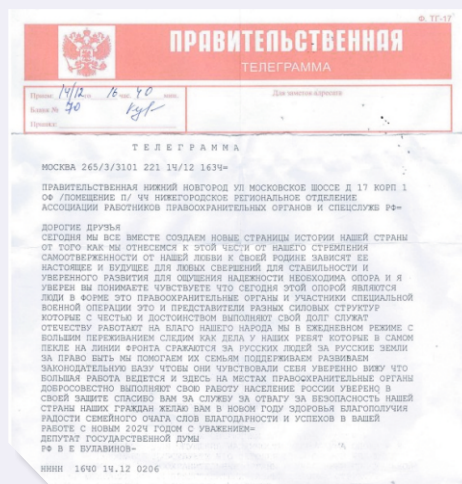 Ф. ТГ-17
ПРАВИТЕЛЬСТВЕННАЯ
ТЕЛЕГРАММА
Прием: 14/12 го 16 час. 40 мин.
Бланк № 70
Принял:
Для заметок адресата
ТЕЛЕГРАММА
МОСКВА 265/3/3101 221 14/12 1634=
ПРАВИТЕЛЬСТВЕННАЯ НИЖНИЙ НОВГОРОД УЛ МОСКОВСКОЕ ШОССЕ Д 17 КОРП 1
ОФ /ПОМЕЩЕНИЕ П/ ЧЧ НИЖЕГОРОДСКОЕ РЕГИОНАЛЬНОЕ ОТДЕЛЕНИЕ
АССОЦИАЦИИ РАБОТНИКОВ ПРАВООХРАНИТЕЛЬНЫХ ОРГАНОВ И СПЕЦСЛУЖБ РФ=
ДОРОГИЕ ДРУЗЬЯ
СЕГОДНЯ МЫ ВСЕ ВМЕСТЕ СОЗДАЕМ НОВЫЕ СТРАНИЦЫ ИСТОРИИ НАШЕЙ СТРАНЫ
ОТ ТОГО КАК МЫ ОТНЕСЕМСЯ К ЭТОЙ ЧЕСТИ ОТ НАШЕГО СТРЕМЛЕНИЯ
САМООТВЕРЖЕННОСТИ ОТ НАШЕЙ ЛЮБВИ К СВОЕЙ РОДИНЕ ЗАВИСЯТ ЕЕ
НАСТОЯЩЕЕ И БУДУЩЕЕ ДЛЯ ЛЮБЫХ СВЕРШЕНИЙ ДЛЯ СТАБИЛЬНОСТИ И
УВЕРЕННОГО РАЗВИТИЯ ДЛЯ ОЩУЩЕНИЯ НАДЕЖНОСТИ НЕОБХОДИМА ОПОРА И Я
УВЕРЕН ВЫ ПОНИМАЕТЕ ЧУВСТВУЕТЕ ЧТО СЕГОДНЯ ЭТОЙ ОПОРОЙ ЯВЛЯЮТСЯ
ЛЮДИ В ФОРМЕ ЭТО ПРАВООХРАНИТЕЛЬНЫЕ ОРГАНЫ И УЧАСТНИКИ СПЕЦИАЛЬНОЙ
ВОЕННОЙ ОПЕРАЦИИ ЭТО И ПРЕДСТАВИТЕЛИ РАЗНЫХ СИЛОВЫХ СТРУКТУР
КОТОРЫЕ С ЧЕСТЬЮ И ДОСТОИНСТВОМ ВЫПОЛНЯЮТ СВОЙ ДОЛГ СЛУЖАТ
ОТЕЧЕСТВУ РАБОТАЮТ НА БЛАГО НАШЕГО НАРОДА МЫ В ЕЖЕДНЕВНОМ РЕЖИМЕ С
БОЛЬШИМ ПЕРЕЖИВАНИЕМ СЛЕДИМ КАК ДЕЛА У НАШИХ РЕБЯТ КОТОРЫЕ В САМОМ
ПЕКЛЕ НА ЛИНИИ ФРОНТА СРАЖАЮТСЯ ЗА РУССКИХ ЛЮДЕЙ ЗА РУССКИЕ ЗЕМЛИ
ЗА ПРАВО БЫТЬ МЫ ПОМОГАЕМ ИХ СЕМЬЯМ ПОДДЕРЖИВАЕМ РАЗВИВАЕМ
ЗАКОНОДАТЕЛЬНУЮ БАЗУ ЧТОБЫ ОНИ ЧУВСТВОВАЛИ СЕБЯ УВЕРЕННО ВИЖУ ЧТО
БОЛЬШАЯ РАБОТА ВЕДЕТСЯ И ЗДЕСЬ НА МЕСТАХ ПРАВООХРАНИТЕЛЬНЫЕ ОРГАНЫ
ДОБРОСОВЕСТНО ВЫПОЛНЯЮТ СВОЮ РАБОТУ НАСЕЛЕНИЕ РОССИИ УВЕРЕНО В
СВОЕЙ ЗАЩИТЕ СПАСИБО ВАМ ЗА СЛУЖБУ ЗА ОТВАГУ ЗА БЕЗОПАСНОСТЬ НАШЕЙ
СТРАНЫ НАШИХ ГРАЖДАН ЖЕЛАЮ ВАМ В НОВОМ ГОДУ ЗДОРОВЬЯ БЛАГОПОЛУЧИЯ
РАДОСТИ СЕМЕЙНОГО ОЧАГА СЛОВ БЛАГОДАРНОСТИ И УСПЕХОВ В ВАШЕЙ
РАБОТЕ С НОВЫМ 2024 ГОДОМ С УВАЖЕНИЕМ=
ДЕПУТАТ ГОСУДАРСТВЕННОЙ ДУМЫ
РФ В Е БУЛАВИНОВ=
НННН 1640 14.12 0206